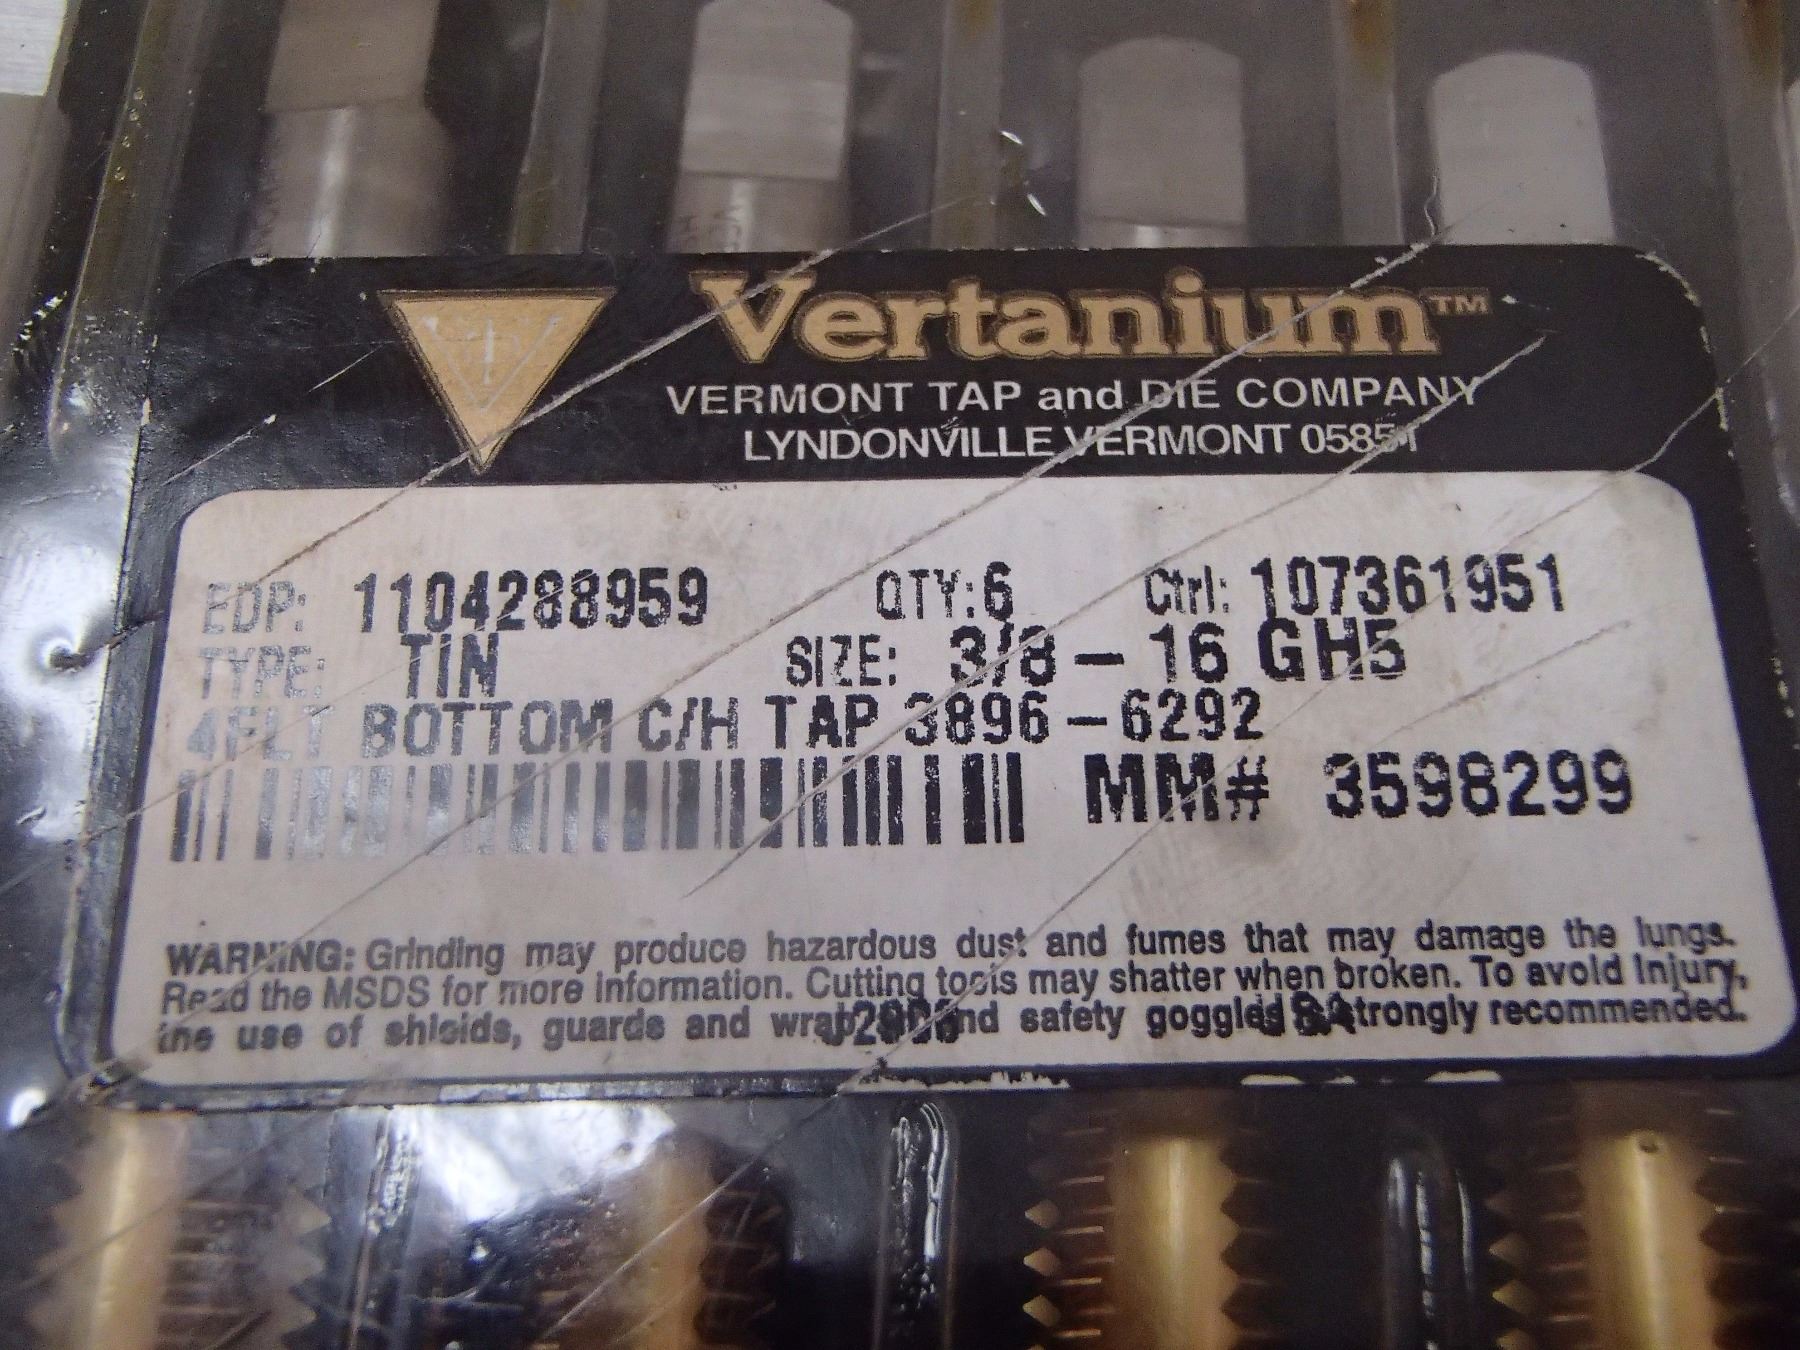 Vertanium™
VERMONT TAP and DIE COMPANY
LYNDONVILLE VERMONT 05851
EDP: 1104288959 QTY:6 Ctrl: 107361951
TYPE: TIN SIZE: 3/8-16 GH5
4FLT BOTTOM C/H TAP 3896-6292
MM# 3598299
WARNING: Grinding may produce hazardous dust and fumes that may damage the lungs.
Read the MSDS for more information. Cutting tools may shatter when broken. To avoid Injury,
the use of shields, guards and safety goggles strongly recommended.